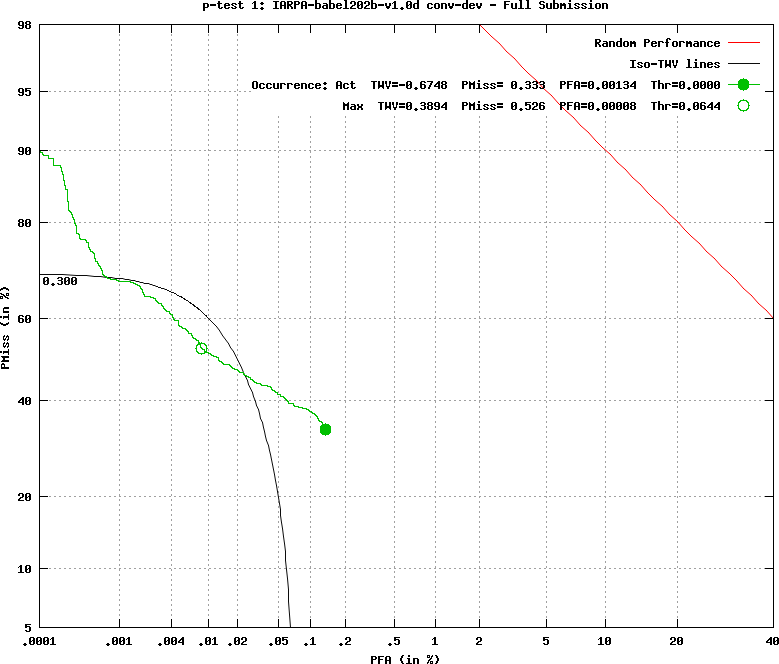 p-test 1: IARPA-babel202b-v1.0d conv-dev - Full Submission
98
Random Performance
Iso-TWV lines
Occurrence: Act TWV=-0.6748 PMiss= 0.333 PFA=0.00134 Thr=0.0000
95
Max TWV=0.3894 PMiss= 0.526 PFA=0.00008 Thr=0.0644
90
80
0.300
PMiss (in %)
60
40
20
10
5
.0001 .001 .004 .01 .02 .05 .1 .2 .5 1 2 5 10 20 40
PFA (in %)